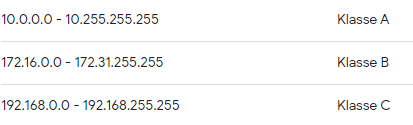 10.0.0.0 - 10.255.255.255 Klasse A
172.16.0.0 - 172.31.255.255 Klasse B
192.168.0.0 - 192.168.255.255 Klasse C